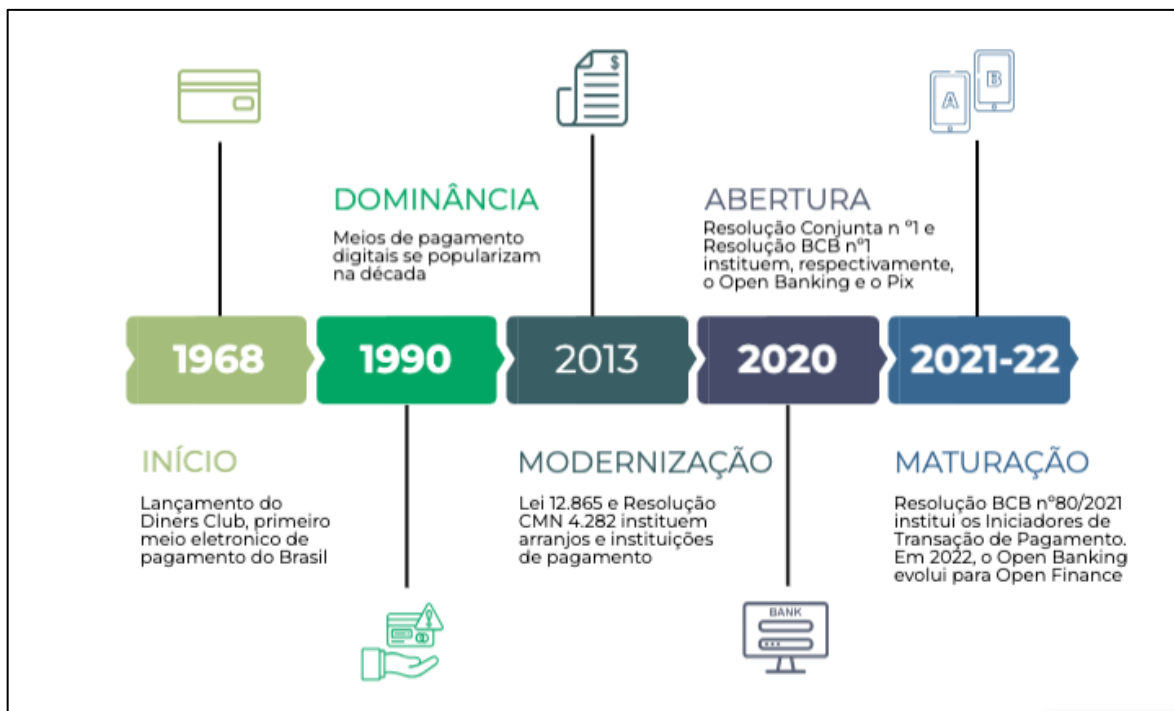 $
A
B
DOMINÂNCIA
Meios de pagamento
digitais se popularizam
na década
ABERTURA
Resolução Conjunta n º1 e
Resolução BCB nº1
instituem, respectivamente,
o Open Banking e o Pix
1968
1990
2013
2020
2021-22
INÍCIO
Lançamento do
Diners Club, primeiro
meio eletronico de
pagamento do Brasil
MODERNIZAÇÃO
Lei 12.865 e Resolução
CMN 4.282 instituem
arranjos e instituições
de pagamento
MATURAÇÃO
Resolução BCB nº80/2021
institui os Iniciadores de
Transação de Pagamento.
Em 2022, o Open Banking
evolui para Open Finance
BANK